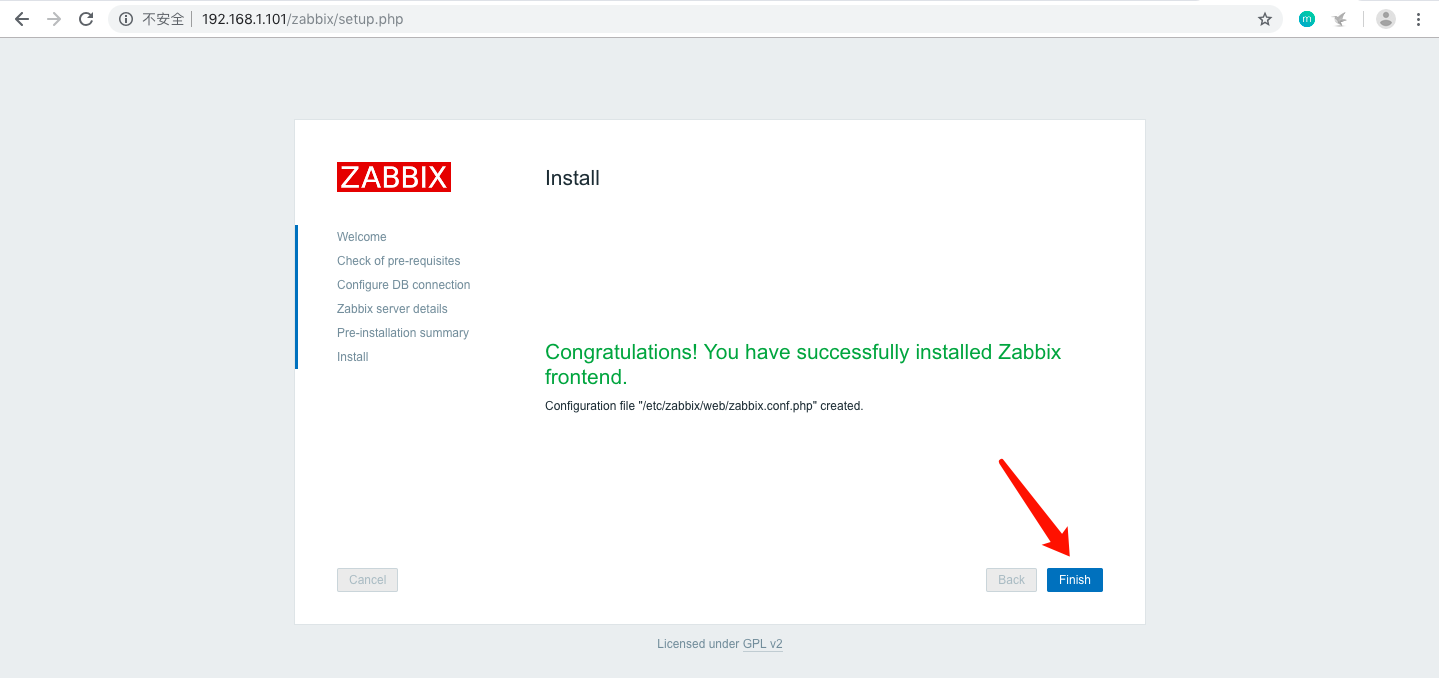 不安全 192.168.1.101/zabbix/setup.php
m
ZABBIX
Install
Welcome
Check of pre-requisites
Configure DB connection
Zabbix server details
Pre-installation summary
Install
Congratulations! You have successfully installed Zabbix
frontend.
Configuration file "/etc/zabbix/web/zabbix.conf.php" created.
Cancel
Back
Finish
Licensed under GPL v2